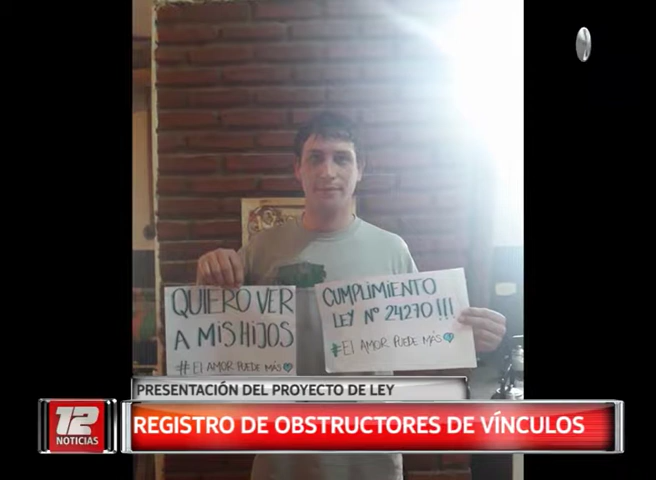 QUIERO VER
A MIS HIJOS
#El AMOR PUEDE MÁS
CUMPLIMIENTO
LEY Nº 24270!!!
#El AMOR PUEDE MÁS
PRESENTACIÓN DEL PROYECTO DE LEY
12
NOTICIAS
REGISTRO DE OBSTRUCTORES DE VÍNCULOS